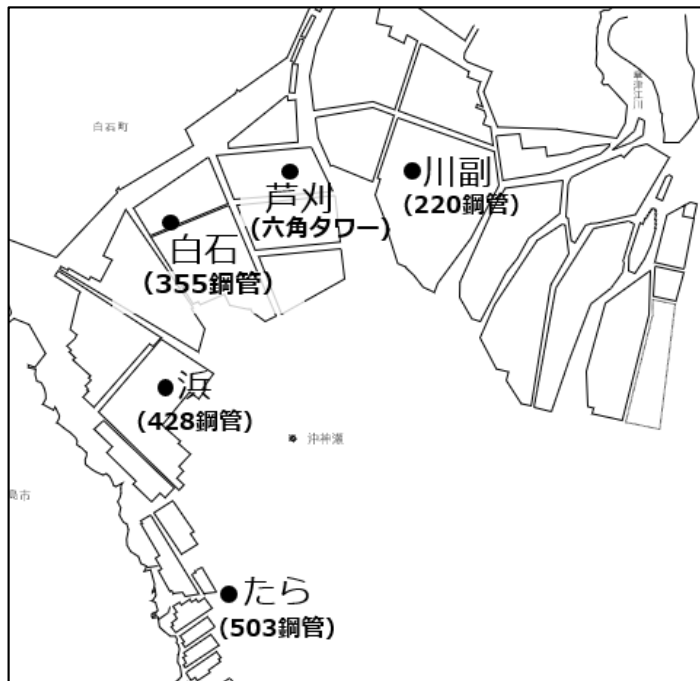 白石町
芦刈
(六角タワー)
川副
(220鋼管)
白石
(355鋼管)
浜
(428鋼管)
沖神瀬
島市
たら
(503鋼管)